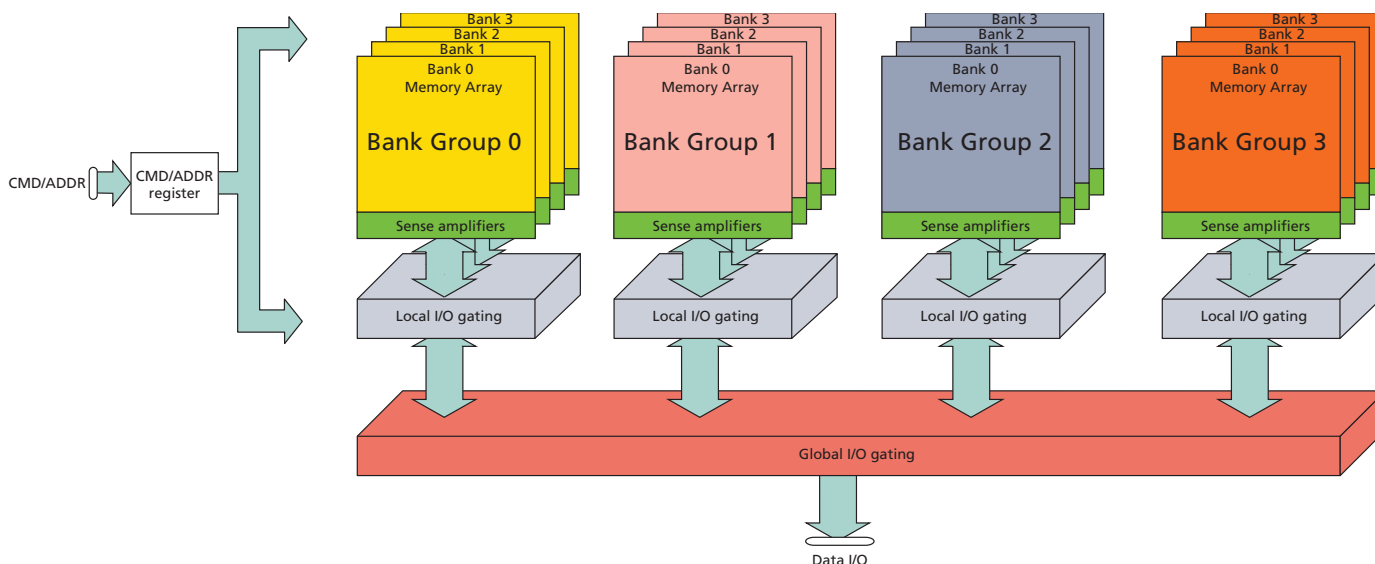 Bank 3
Bank 2
Bank 1
Bank 0
Memory Array
Bank Group 0
Sense amplifiers
Local I/O gating
Bank 3
Bank 2
Bank 1
Bank 0
Memory Array
Bank Group 1
Sense amplifiers
Local I/O gating
Bank 3
Bank 2
Bank 1
Bank 0
Memory Array
Bank Group 2
Sense amplifiers
Local I/O gating
Bank 3
Bank 2
Bank 1
Bank 0
Memory Array
Bank Group 3
Sense amplifiers
Local I/O gating
CMD/ADDR
CMD/ADDR
register
Global I/O gating
Data I/O